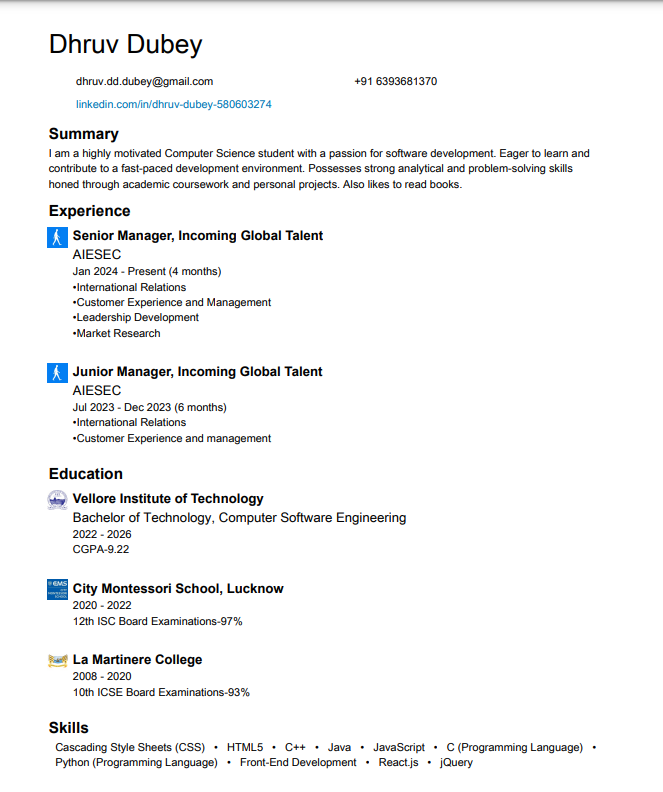 Dhruv Dubey
dhruv.dd.dubey@gmail.com +91 6393681370
linkedin.com/in/dhruv-dubey-580603274
Summary
I am a highly motivated Computer Science student with a passion for software development. Eager to learn and
contribute to a fast-paced development environment. Possesses strong analytical and problem-solving skills
honed through academic coursework and personal projects. Also likes to read books.
Experience
Senior Manager, Incoming Global Talent
AIESEC
Jan 2024 - Present (4 months)
•International Relations
•Customer Experience and Management
•Leadership Development
•Market Research
Junior Manager, Incoming Global Talent
AIESEC
Jul 2023 - Dec 2023 (6 months)
•International Relations
•Customer Experience and management
Education
Vellore Institute of Technology
Bachelor of Technology, Computer Software Engineering
2022 - 2026
CGPA-9.22
City Montessori School, Lucknow
2020 - 2022
12th ISC Board Examinations-97%
La Martinere College
2008 - 2020
10th ICSE Board Examinations-93%
Skills
Cascading Style Sheets (CSS) • HTML5 • C++ • Java • JavaScript • C (Programming Language) •
Python (Programming Language) • Front-End Development • React.js • jQuery